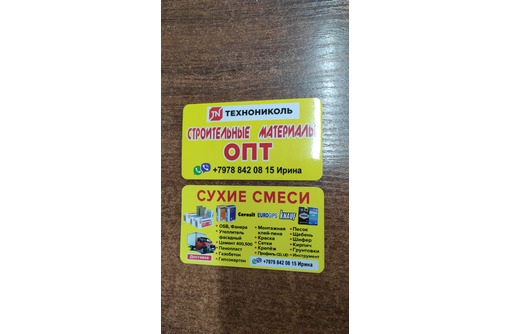 ТЕХНОНИКОЛЬ
СТРОИТЕЛЬНЫЕ МАТЕРИАЛЫ
ОПТ
+7978 842 08 15 Ирина
СУХИЕ СМЕСИ
Ceresit EUROGIPS KNAUF
• OSB, Фанера
• Утеплитель
фасадный
• Цемент 400,500
• Пенопласт
• Газобетон
• Гипсокартон
• Монтажная
клей-пена
• Краска
• Сетки
• Крепёж
• Профиль CD, UD
• Песок
• Щебень
• Шифер
• Кирпич
• Грунтовки
• Инструмент
Доставка
+7978 842 08 15 Ирина